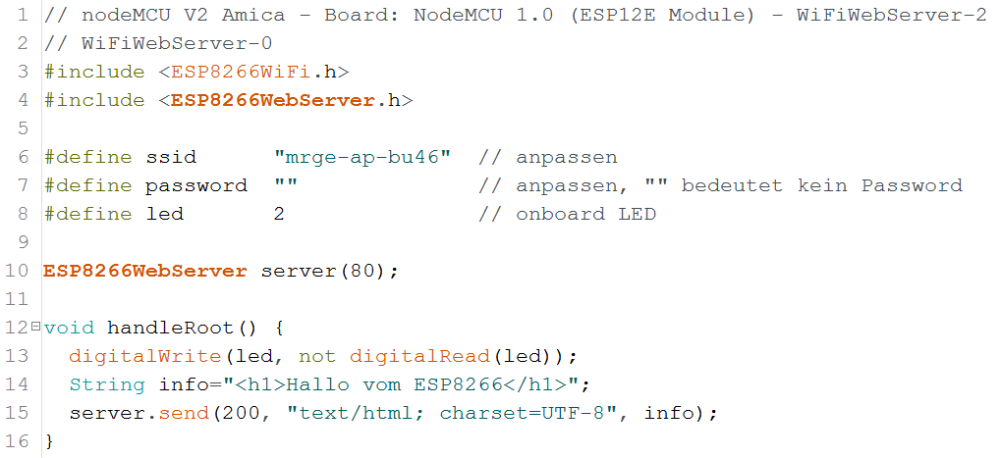 1 // nodeMCU V2 Amica - Board: NodeMCU 1.0 (ESP12E Module) - WiFiWebServer-2
2 // WiFiWebServer-0
3 #include <ESP8266WiFi.h>
4 #include <ESP8266WebServer.h>
5
6 #define ssid      "mrge-ap-bu46"  // anpassen
7 #define password  ""              // anpassen, "" bedeutet kein Password
8 #define led       2               // onboard LED
9
10 ESP8266WebServer server(80);
11
12 void handleRoot() {
13   digitalWrite(led, not digitalRead(led));
14   String info="<h1>Hallo vom ESP8266</h1>";
15   server.send(200, "text/html; charset=UTF-8", info);
16 }